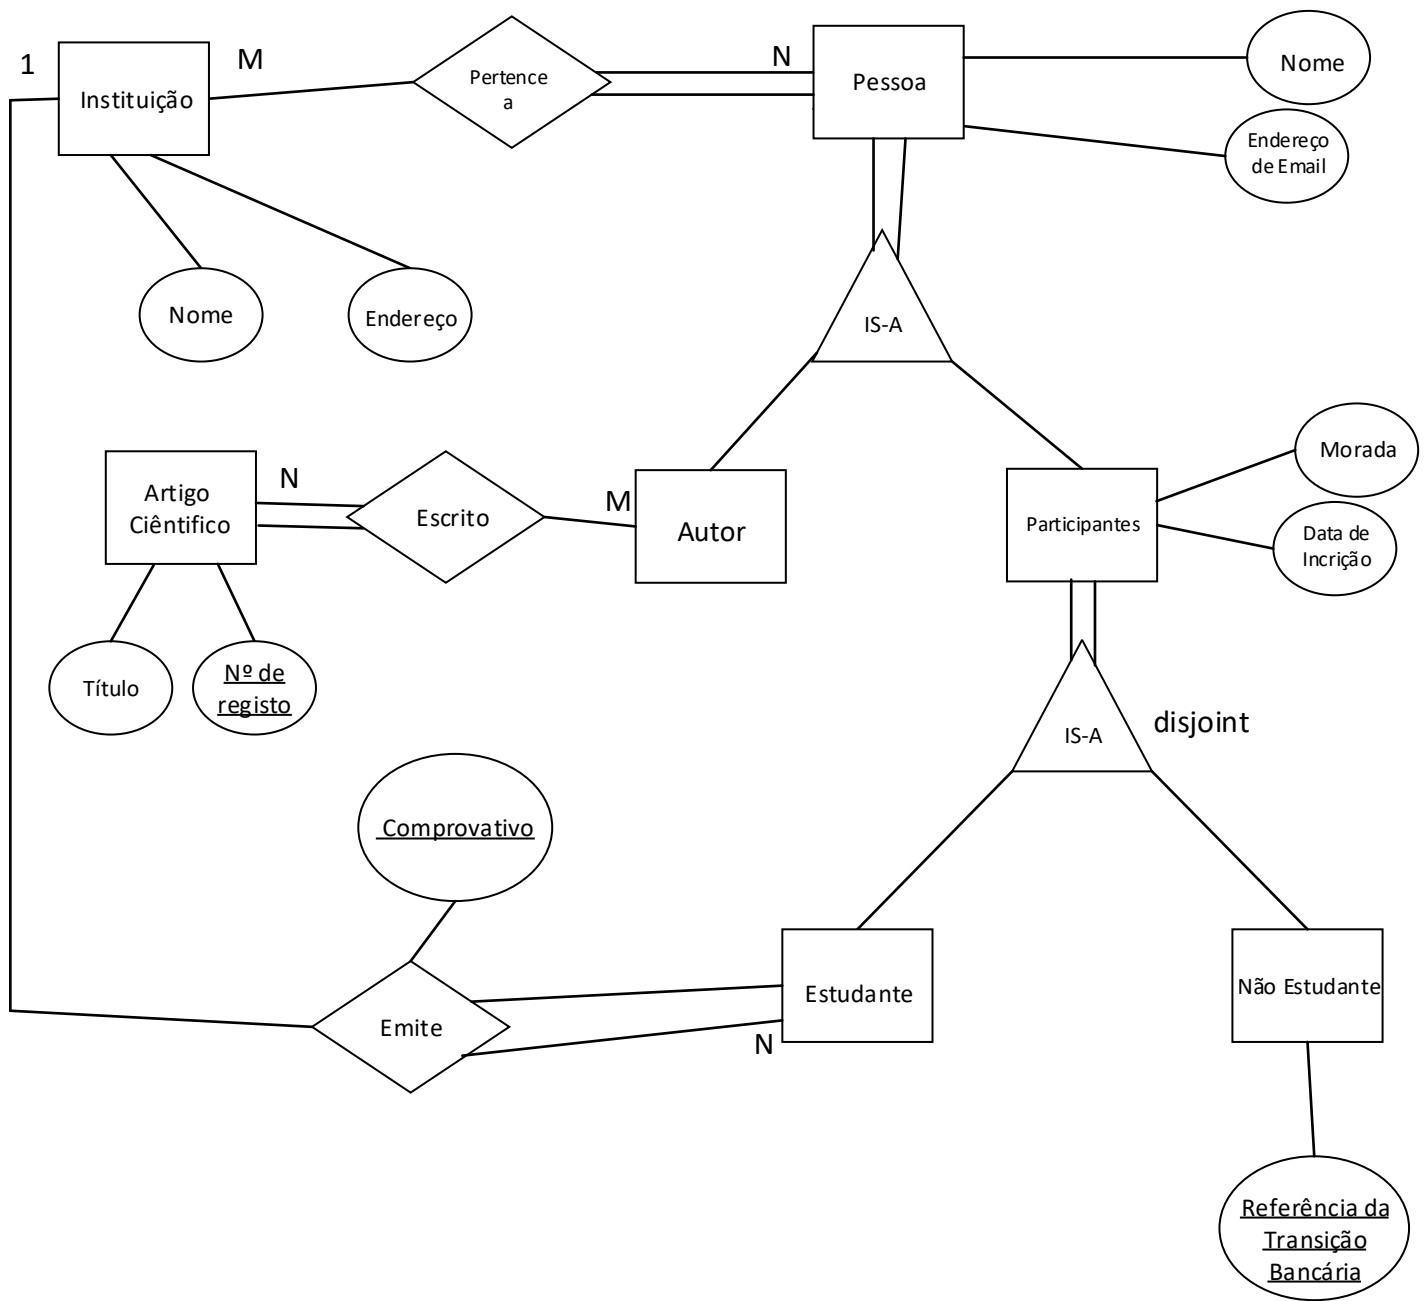 1
Instituição
M
Pertence
a
N
Pessoa
Nome
Endereço
de Email
Nome
Endereço
IS-A
Artigo
Ciêntifico
N
Escrito
M
Autor
Participantes
Morada
Data de
Incrição
Título
Nº de
registo
IS-A
disjoint
Comprovativo
Emite
N
Estudante
Não Estudante
Referência da
Transição
Bancária